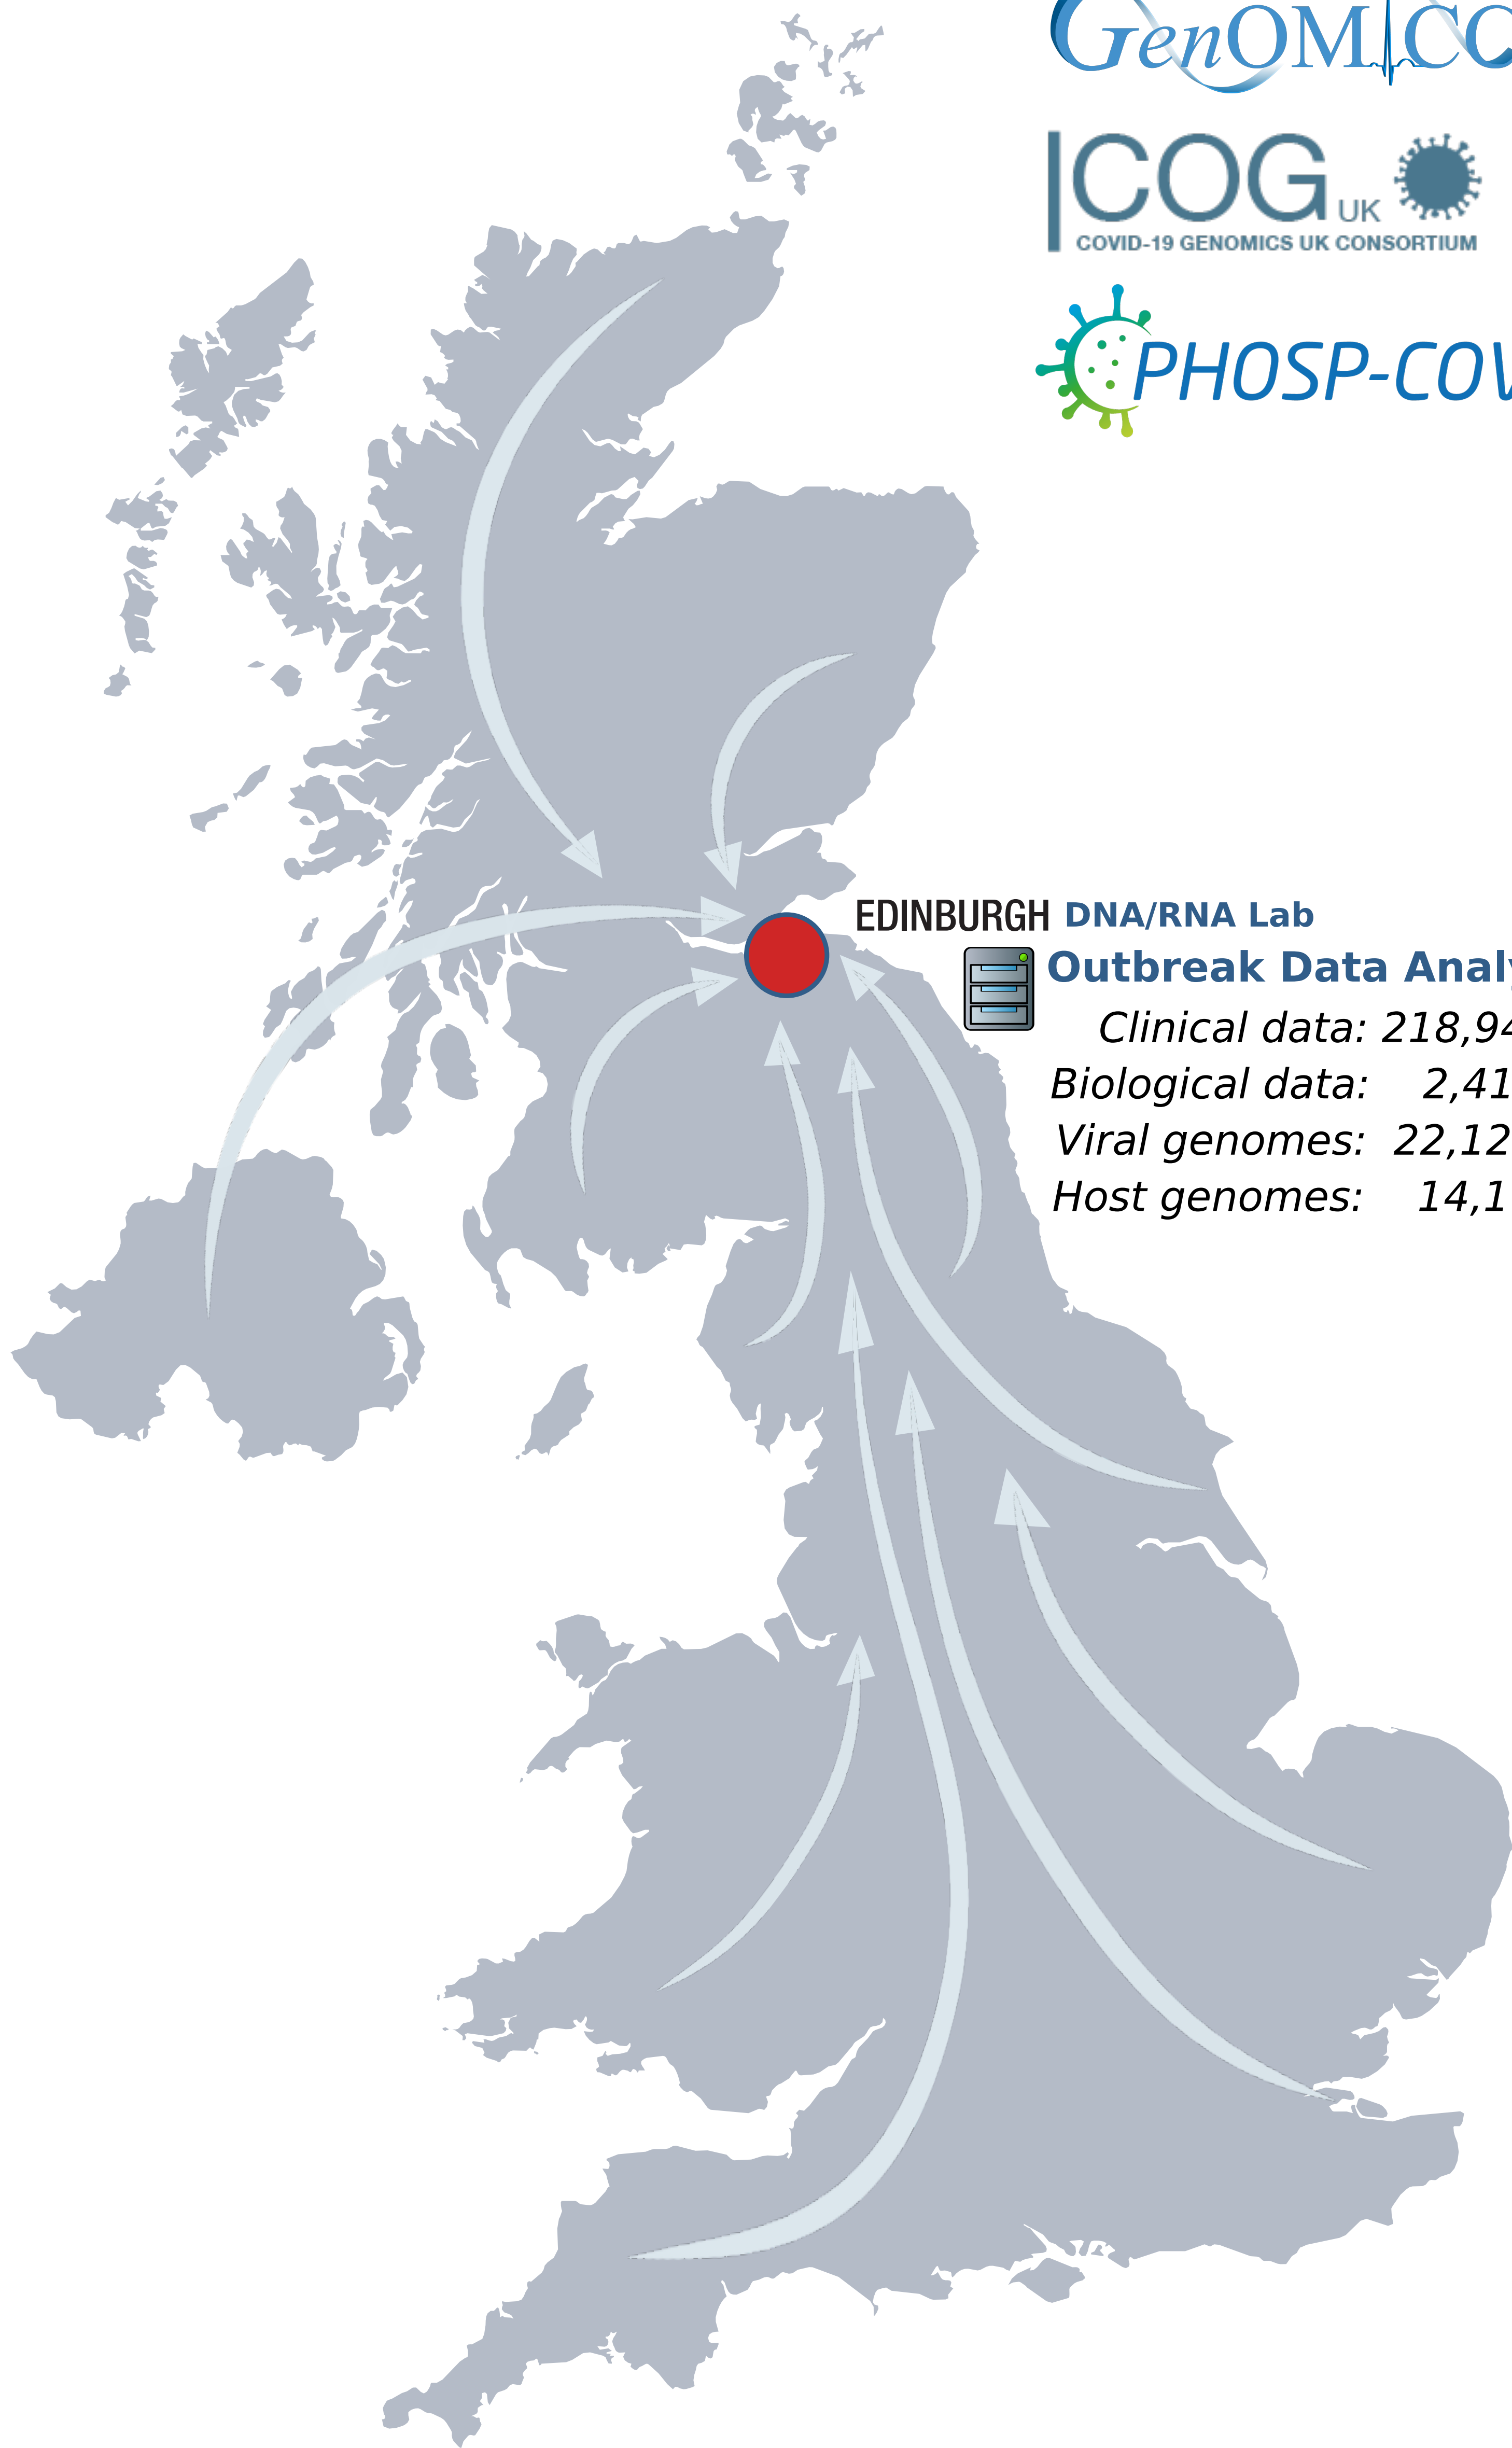 GenOMICC
COG UK
COVID-19 GENOMICS UK CONSORTIUM
PHOSP-COV
EDINBURGH DNA/RNA Lab
Outbreak Data Analy
Clinical data: 218,94
Biological data: 2,41
Viral genomes: 22,12
Host genomes: 14,1